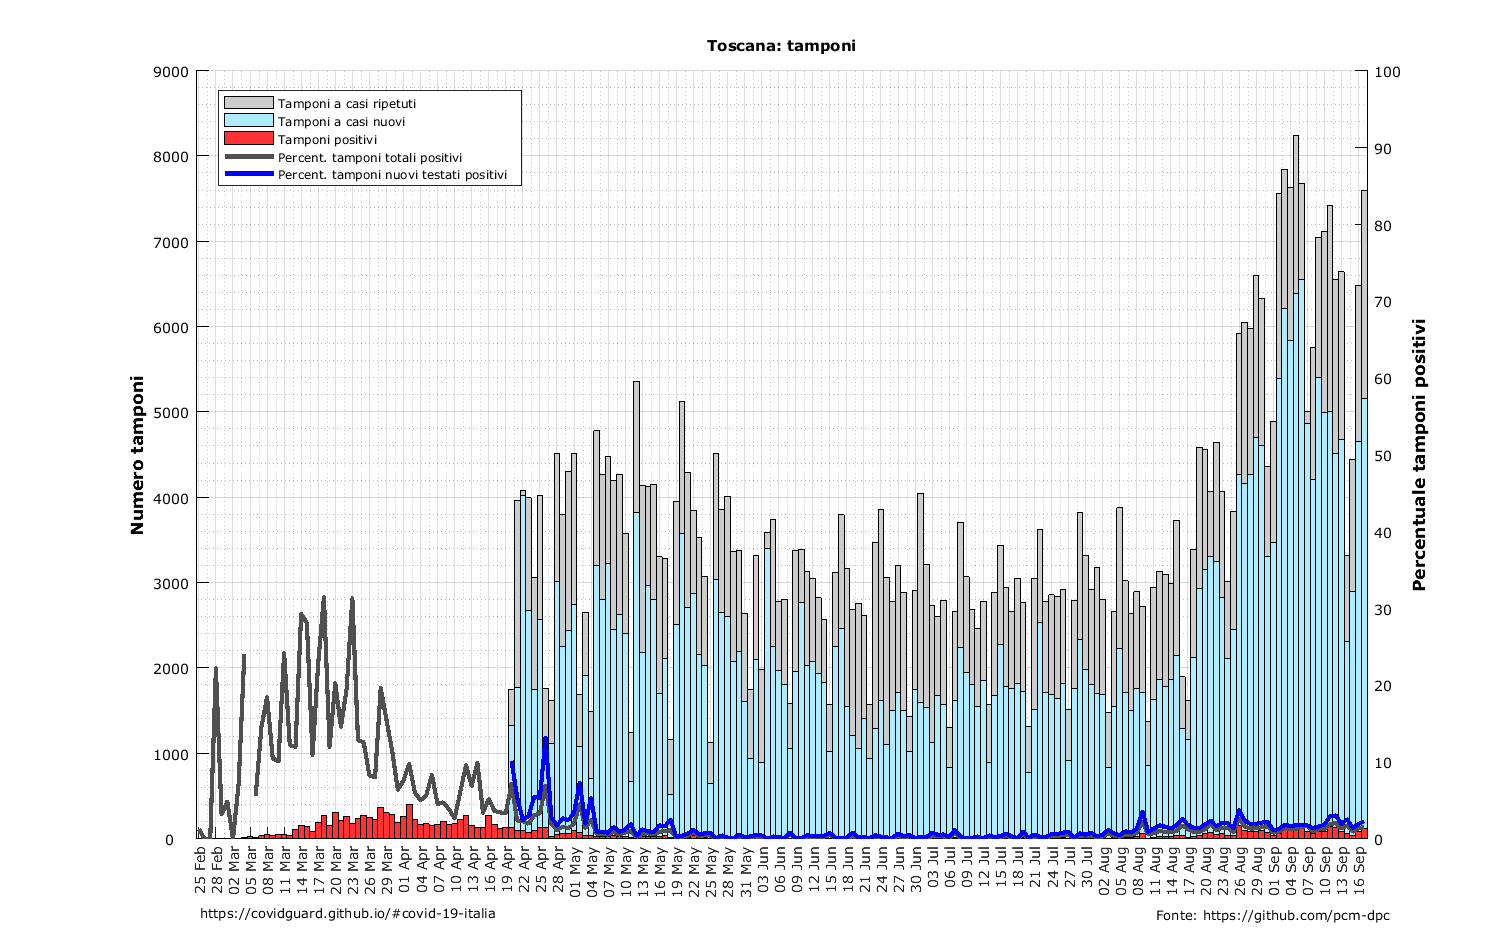 Toscana: tamponi
Tamponi a casi ripetuti
Tamponi a casi nuovi
Tamponi positivi
Percent. tamponi totali positivi
Percent. tamponi nuovi testati positivi
Numero tamponi
9000
8000
7000
6000
5000
4000
3000
2000
1000
0
Percentuale tamponi positivi
100
90
80
70
60
50
40
30
20
10
0
25 Feb
28 Feb
02 Mar
05 Mar
08 Mar
11 Mar
14 Mar
17 Mar
20 Mar
23 Mar
26 Mar
29 Mar
01 Apr
04 Apr
07 Apr
10 Apr
13 Apr
16 Apr
19 Apr
22 Apr
25 Apr
28 Apr
01 May
04 May
07 May
10 May
13 May
16 May
19 May
22 May
25 May
28 May
31 May
03 Jun
06 Jun
09 Jun
12 Jun
15 Jun
18 Jun
21 Jun
24 Jun
27 Jun
30 Jun
03 Jul
06 Jul
09 Jul
12 Jul
15 Jul
18 Jul
21 Jul
24 Jul
27 Jul
30 Jul
02 Aug
05 Aug
08 Aug
11 Aug
14 Aug
17 Aug
20 Aug
23 Aug
26 Aug
29 Aug
01 Sep
04 Sep
07 Sep
10 Sep
13 Sep
16 Sep
https://covidguard.github.io/#covid-19-italia
Fonte: https://github.com/pcm-dpc